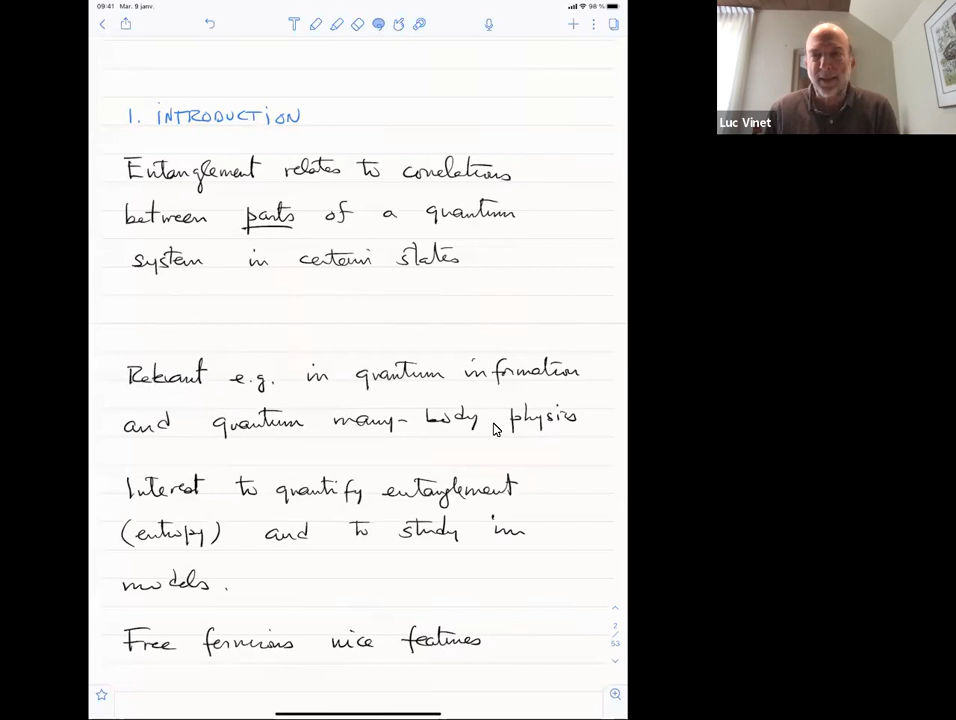 09:41 Mar. 9 janv.
98 %
1. INTRODUCTION
Entanglement relates to correlations
between parts of a quantum
system in certain states
Relevant e.g. in quantum information
and quantum many-body physics
Interest to quantify entanglement
(entropy) and to study in
models.
Free fermions nice features
2
/
53
Luc Vinet